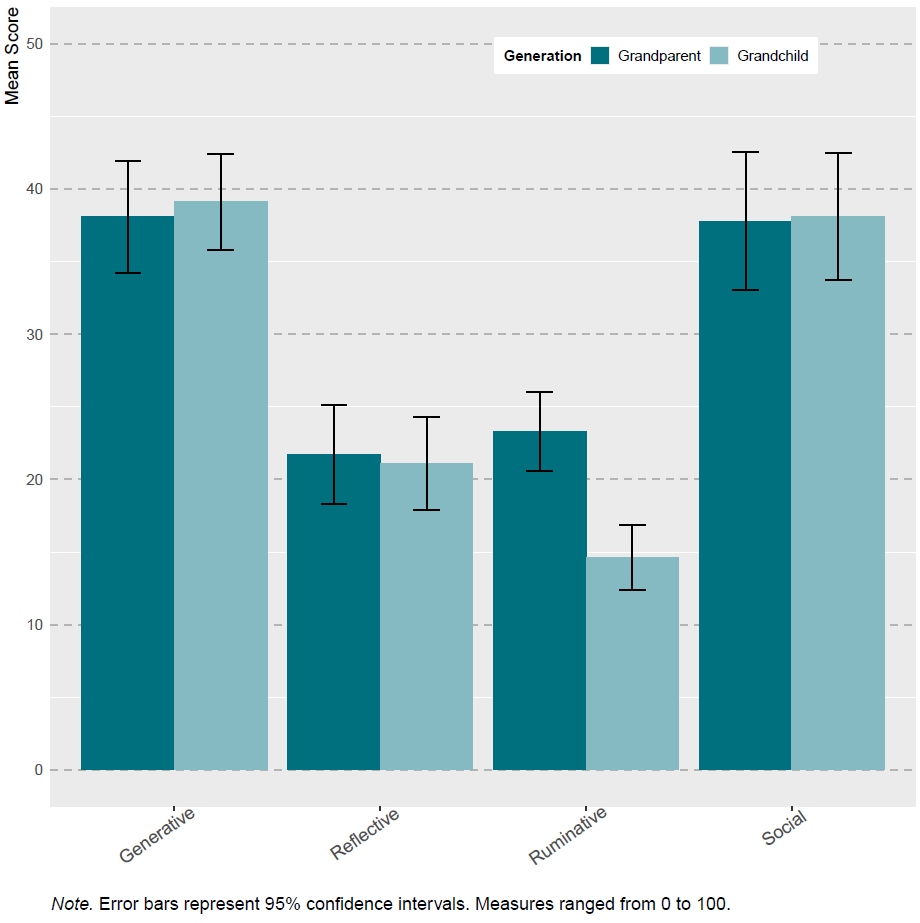 Mean Score
50
Generation Grandparent Grandchild
40
30
20
10
0
Generative Reflective Ruminative Social
Note. Error bars represent 95% confidence intervals. Measures ranged from 0 to 100.